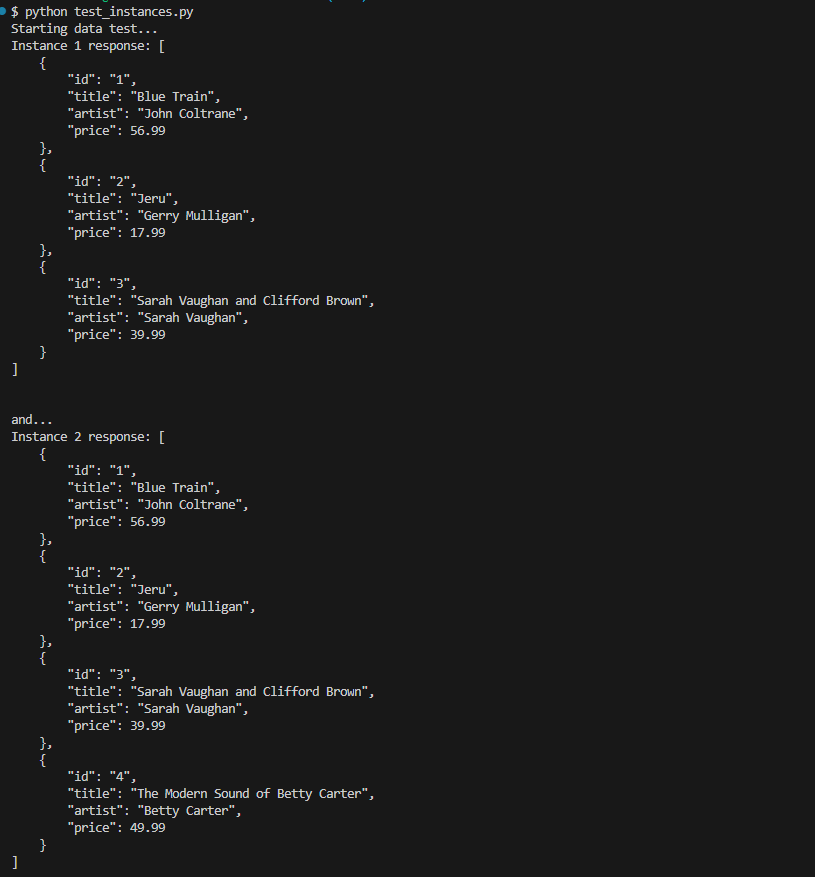 $ python test_instances.py
Starting data test...
Instance 1 response: [
    {
        "id": "1",
        "title": "Blue Train",
        "artist": "John Coltrane",
        "price": 56.99
    },
    {
        "id": "2",
        "title": "Jeru",
        "artist": "Gerry Mulligan",
        "price": 17.99
    },
    {
        "id": "3",
        "title": "Sarah Vaughan and Clifford Brown",
        "artist": "Sarah Vaughan",
        "price": 39.99
    }
]
and...
Instance 2 response: [
    {
        "id": "1",
        "title": "Blue Train",
        "artist": "John Coltrane",
        "price": 56.99
    },
    {
        "id": "2",
        "title": "Jeru",
        "artist": "Gerry Mulligan",
        "price": 17.99
    },
    {
        "id": "3",
        "title": "Sarah Vaughan and Clifford Brown",
        "artist": "Sarah Vaughan",
        "price": 39.99
    },
    {
        "id": "4",
        "title": "The Modern Sound of Betty Carter",
        "artist": "Betty Carter",
        "price": 49.99
    }
]